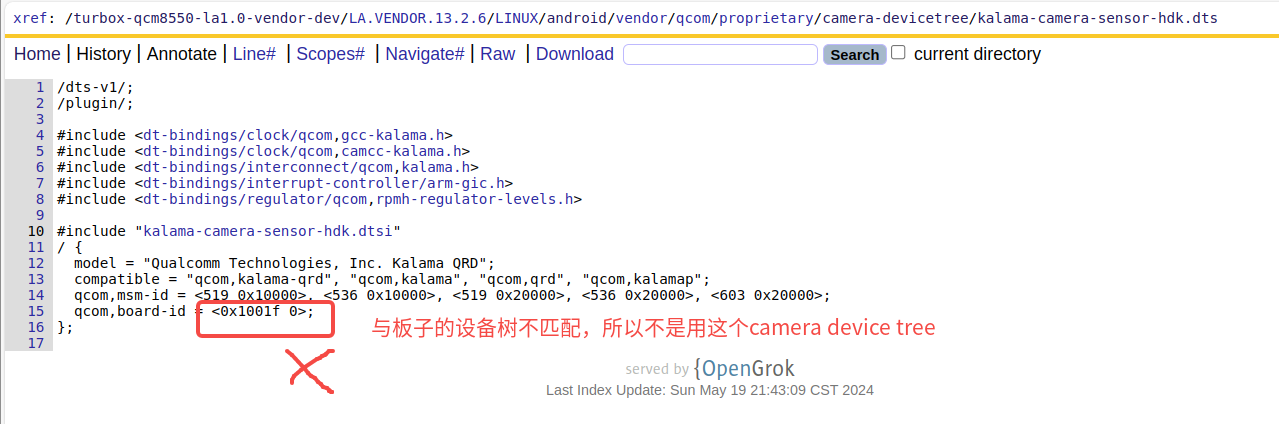 xref: /turbox-qcm8550-la1.0-vendor-dev/LA.VENDOR.13.2.6/LINUX/android/vendor/qcom/proprietary/camera-devicetree/kalama-camera-sensor-hdk.dts
Home | History | Annotate | Line# | Scopes# | Navigate# | Raw | Download Search current directory
1 /dts-v1/;
2 /plugin/;
3
4 #include <dt-bindings/clock/qcom,gcc-kalama.h>
5 #include <dt-bindings/clock/qcom,camcc-kalama.h>
6 #include <dt-bindings/interconnect/qcom,kalama.h>
7 #include <dt-bindings/interrupt-controller/arm-gic.h>
8 #include <dt-bindings/regulator/qcom,rpmh-regulator-levels.h>
9
10 #include "kalama-camera-sensor-hdk.dtsi"
11 / {
12   model = "Qualcomm Technologies, Inc. Kalama QRD";
13   compatible = "qcom,kalama-qrd", "qcom,kalama", "qcom,qrd", "qcom,kalamap";
14   qcom,msm-id = <519 0x10000>, <536 0x10000>, <519 0x20000>, <536 0x20000>, <603 0x20000>;
15   qcom,board-id = <0x1001f 0>;
与板子的设备树不匹配，所以不是用这个camera device tree
16 };
17
served by {OpenGrok
Last Index Update: Sun May 19 21:43:09 CST 2024